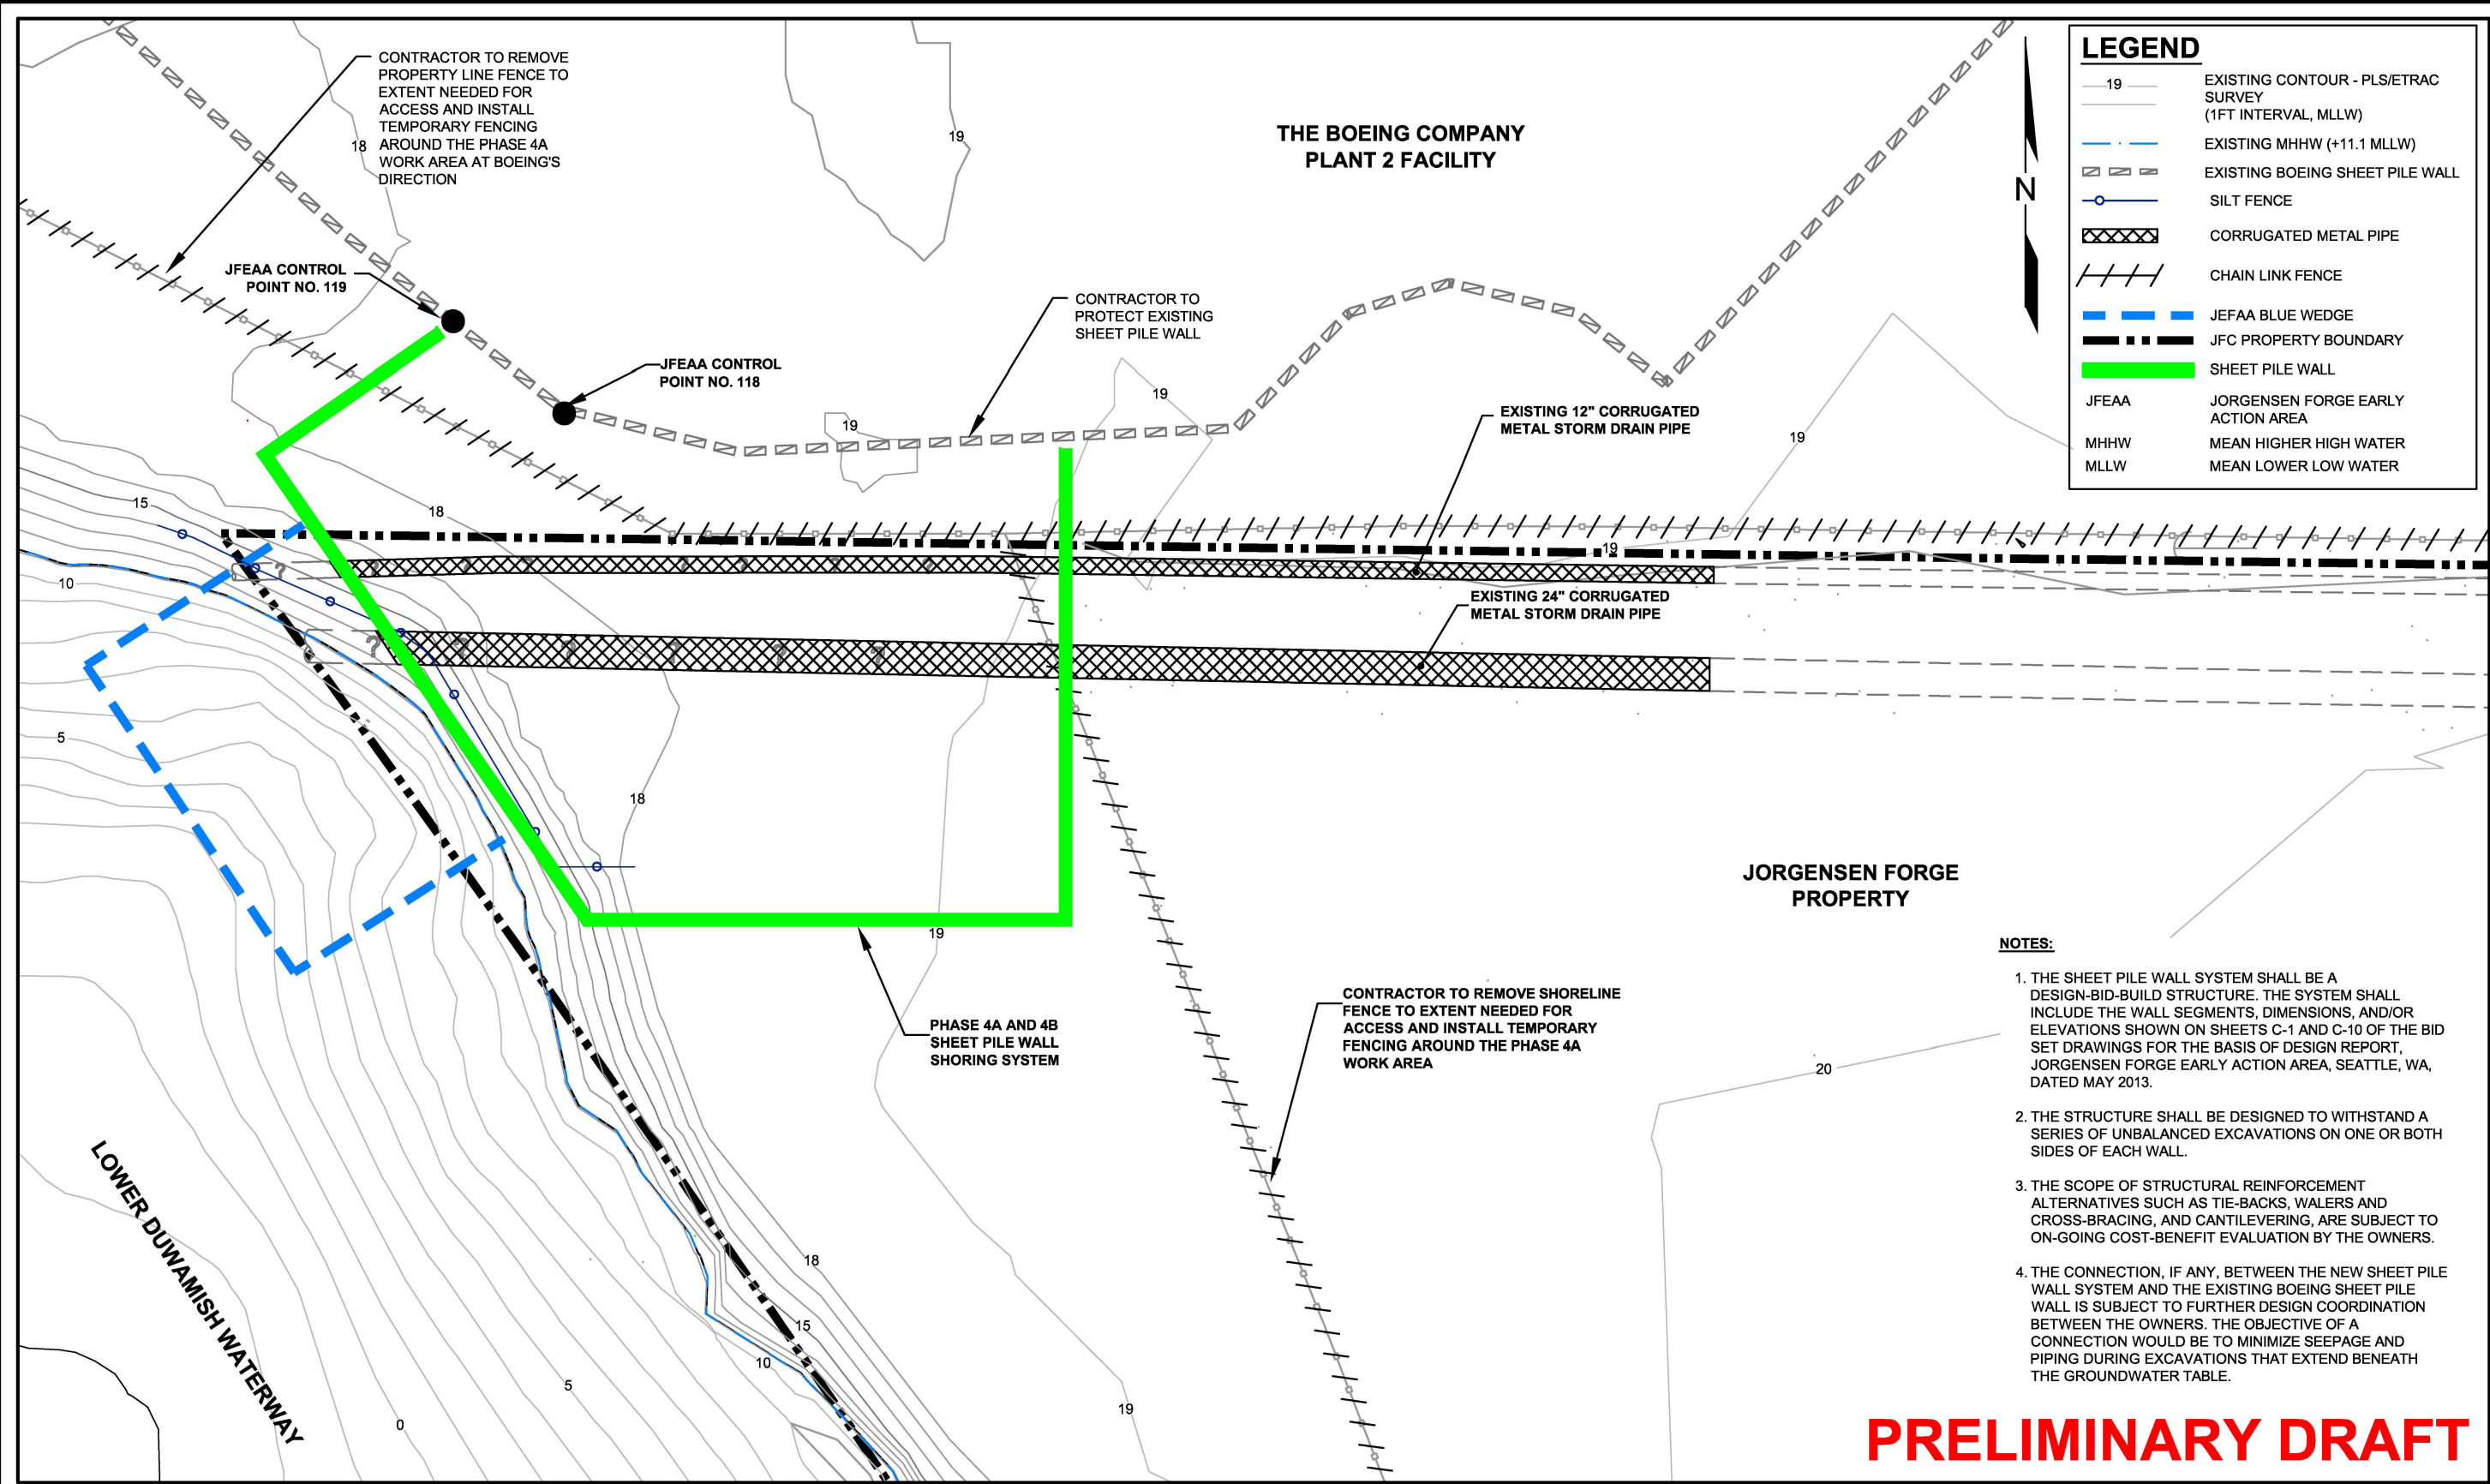 CONTRACTOR TO REMOVE
PROPERTY LINE FENCE TO
EXTENT NEEDED FOR
ACCESS AND INSTALL
TEMPORARY FENCING
AROUND THE PHASE 4A
WORK AREA AT BOEING'S
DIRECTION
18
19
THE BOEING COMPANY
PLANT 2 FACILITY
N
LEGEND
19
EXISTING CONTOUR - PLS/ETRAC
SURVEY
(1FT INTERVAL, MLLW)
EXISTING MHHW (+11.1 MLLW)
EXISTING BOEING SHEET PILE WALL
SILT FENCE
CORRUGATED METAL PIPE
CHAIN LINK FENCE
JEFAA BLUE WEDGE
JFC PROPERTY BOUNDARY
SHEET PILE WALL
JFEAA JORGENSEN FORGE EARLY
ACTION AREA
MHHW MEAN HIGHER HIGH WATER
MLLW MEAN LOWER LOW WATER
JFEAA CONTROL
POINT NO. 119
JFEAA CONTROL
POINT NO. 118
CONTRACTOR TO
PROTECT EXISTING
SHEET PILE WALL
19
19
19
EXISTING 12" CORRUGATED
METAL STORM DRAIN PIPE
15
18
19
10
? ? ? ? ? ? ? ?
EXISTING 24" CORRUGATED
METAL STORM DRAIN PIPE
? ? ? ? ? ?
5
18
19
JORGENSEN FORGE
PROPERTY
PHASE 4A AND 4B
SHEET PILE WALL
SHORING SYSTEM
CONTRACTOR TO REMOVE SHORELINE
FENCE TO EXTENT NEEDED FOR
ACCESS AND INSTALL TEMPORARY
FENCING AROUND THE PHASE 4A
WORK AREA
20
LOWER DUWAMISH WATERWAY
18
15
10
5
0
19
NOTES:
1. THE SHEET PILE WALL SYSTEM SHALL BE A
DESIGN-BID-BUILD STRUCTURE. THE SYSTEM SHALL
INCLUDE THE WALL SEGMENTS, DIMENSIONS, AND/OR
ELEVATIONS SHOWN ON SHEETS C-1 AND C-10 OF THE BID
SET DRAWINGS FOR THE BASIS OF DESIGN REPORT,
JORGENSEN FORGE EARLY ACTION AREA, SEATTLE, WA,
DATED MAY 2013.
2. THE STRUCTURE SHALL BE DESIGNED TO WITHSTAND A
SERIES OF UNBALANCED EXCAVATIONS ON ONE OR BOTH
SIDES OF EACH WALL.
3. THE SCOPE OF STRUCTURAL REINFORCEMENT
ALTERNATIVES SUCH AS TIE-BACKS, WALERS AND
CROSS-BRACING, AND CANTILEVERING, ARE SUBJECT TO
ON-GOING COST-BENEFIT EVALUATION BY THE OWNERS.
4. THE CONNECTION, IF ANY, BETWEEN THE NEW SHEET PILE
WALL SYSTEM AND THE EXISTING BOEING SHEET PILE
WALL IS SUBJECT TO FURTHER DESIGN COORDINATION
BETWEEN THE OWNERS. THE OBJECTIVE OF A
CONNECTION WOULD BE TO MINIMIZE SEEPAGE AND
PIPING DURING EXCAVATIONS THAT EXTEND BENEATH
THE GROUNDWATER TABLE.
PRELIMINARY DRAFT